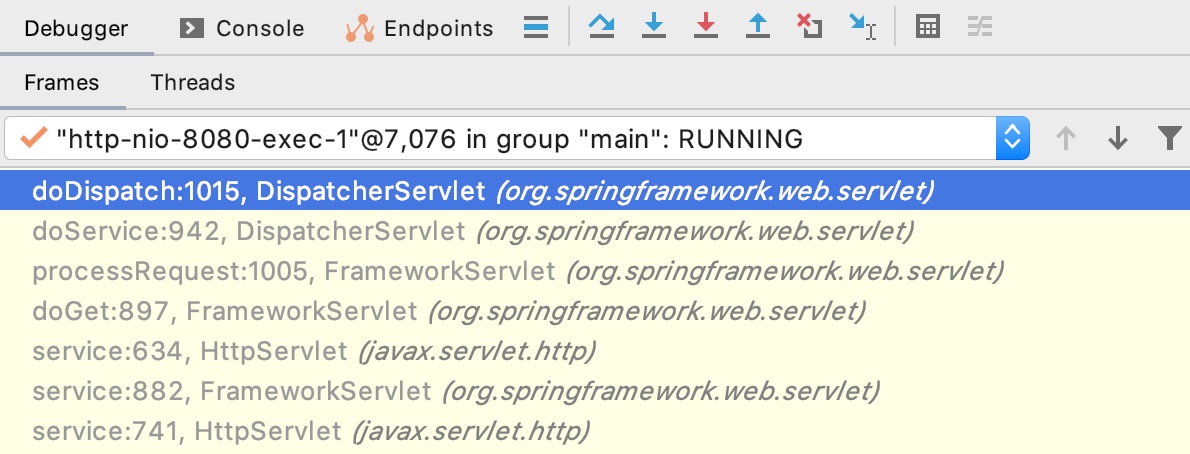 Debugger Console Endpoints
Frames Threads
"http-nio-8080-exec-1"@7,076 in group "main": RUNNING
doDispatch:1015, DispatcherServlet (org.springframework.web.servlet)
doService:942, DispatcherServlet (org.springframework.web.servlet)
processRequest:1005, FrameworkServlet (org.springframework.web.servlet)
doGet:897, FrameworkServlet (org.springframework.web.servlet)
service:634, HttpServlet (javax.servlet.http)
service:882, FrameworkServlet (org.springframework.web.servlet)
service:741, HttpServlet (javax.servlet.http)